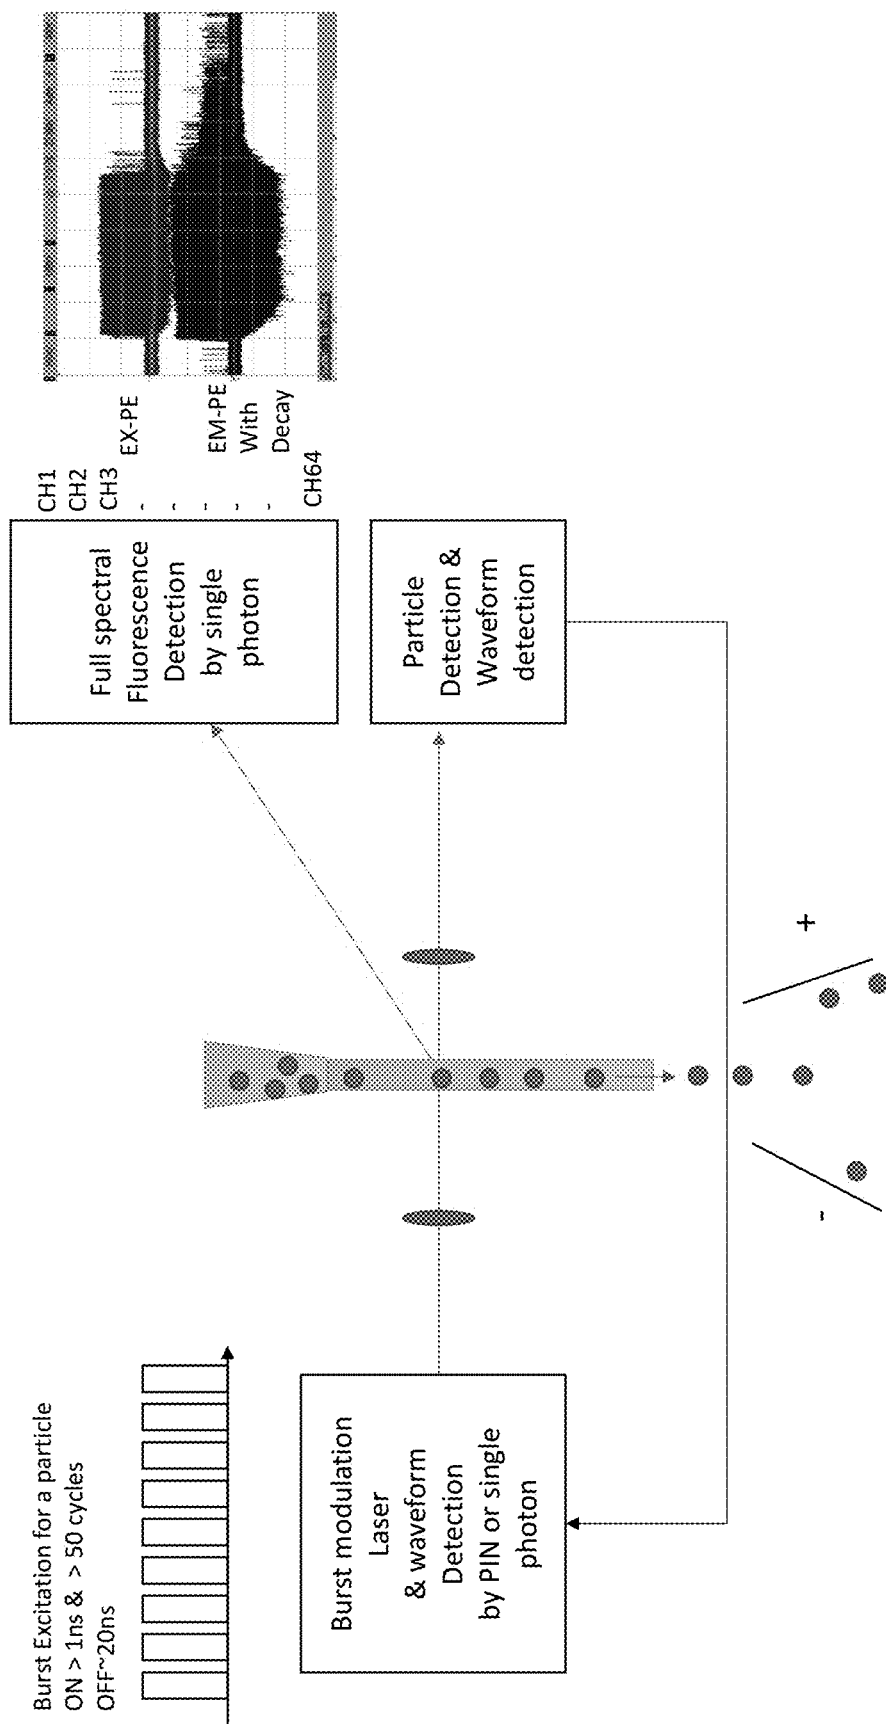 Burst Excitation for a particle
ON > 1ns & > 50 cycles
OFF~20ns
Burst modulation
Laser
& waveform
Detection
by PIN or single
photon
-
+
Full spectral
Fluorescence
Detection
by single
photon
Particle
Detection &
Waveform
detection
CH1
CH2
CH3
-
-
-
-
-
CH64
EX-PE
EM-PE
With
Decay